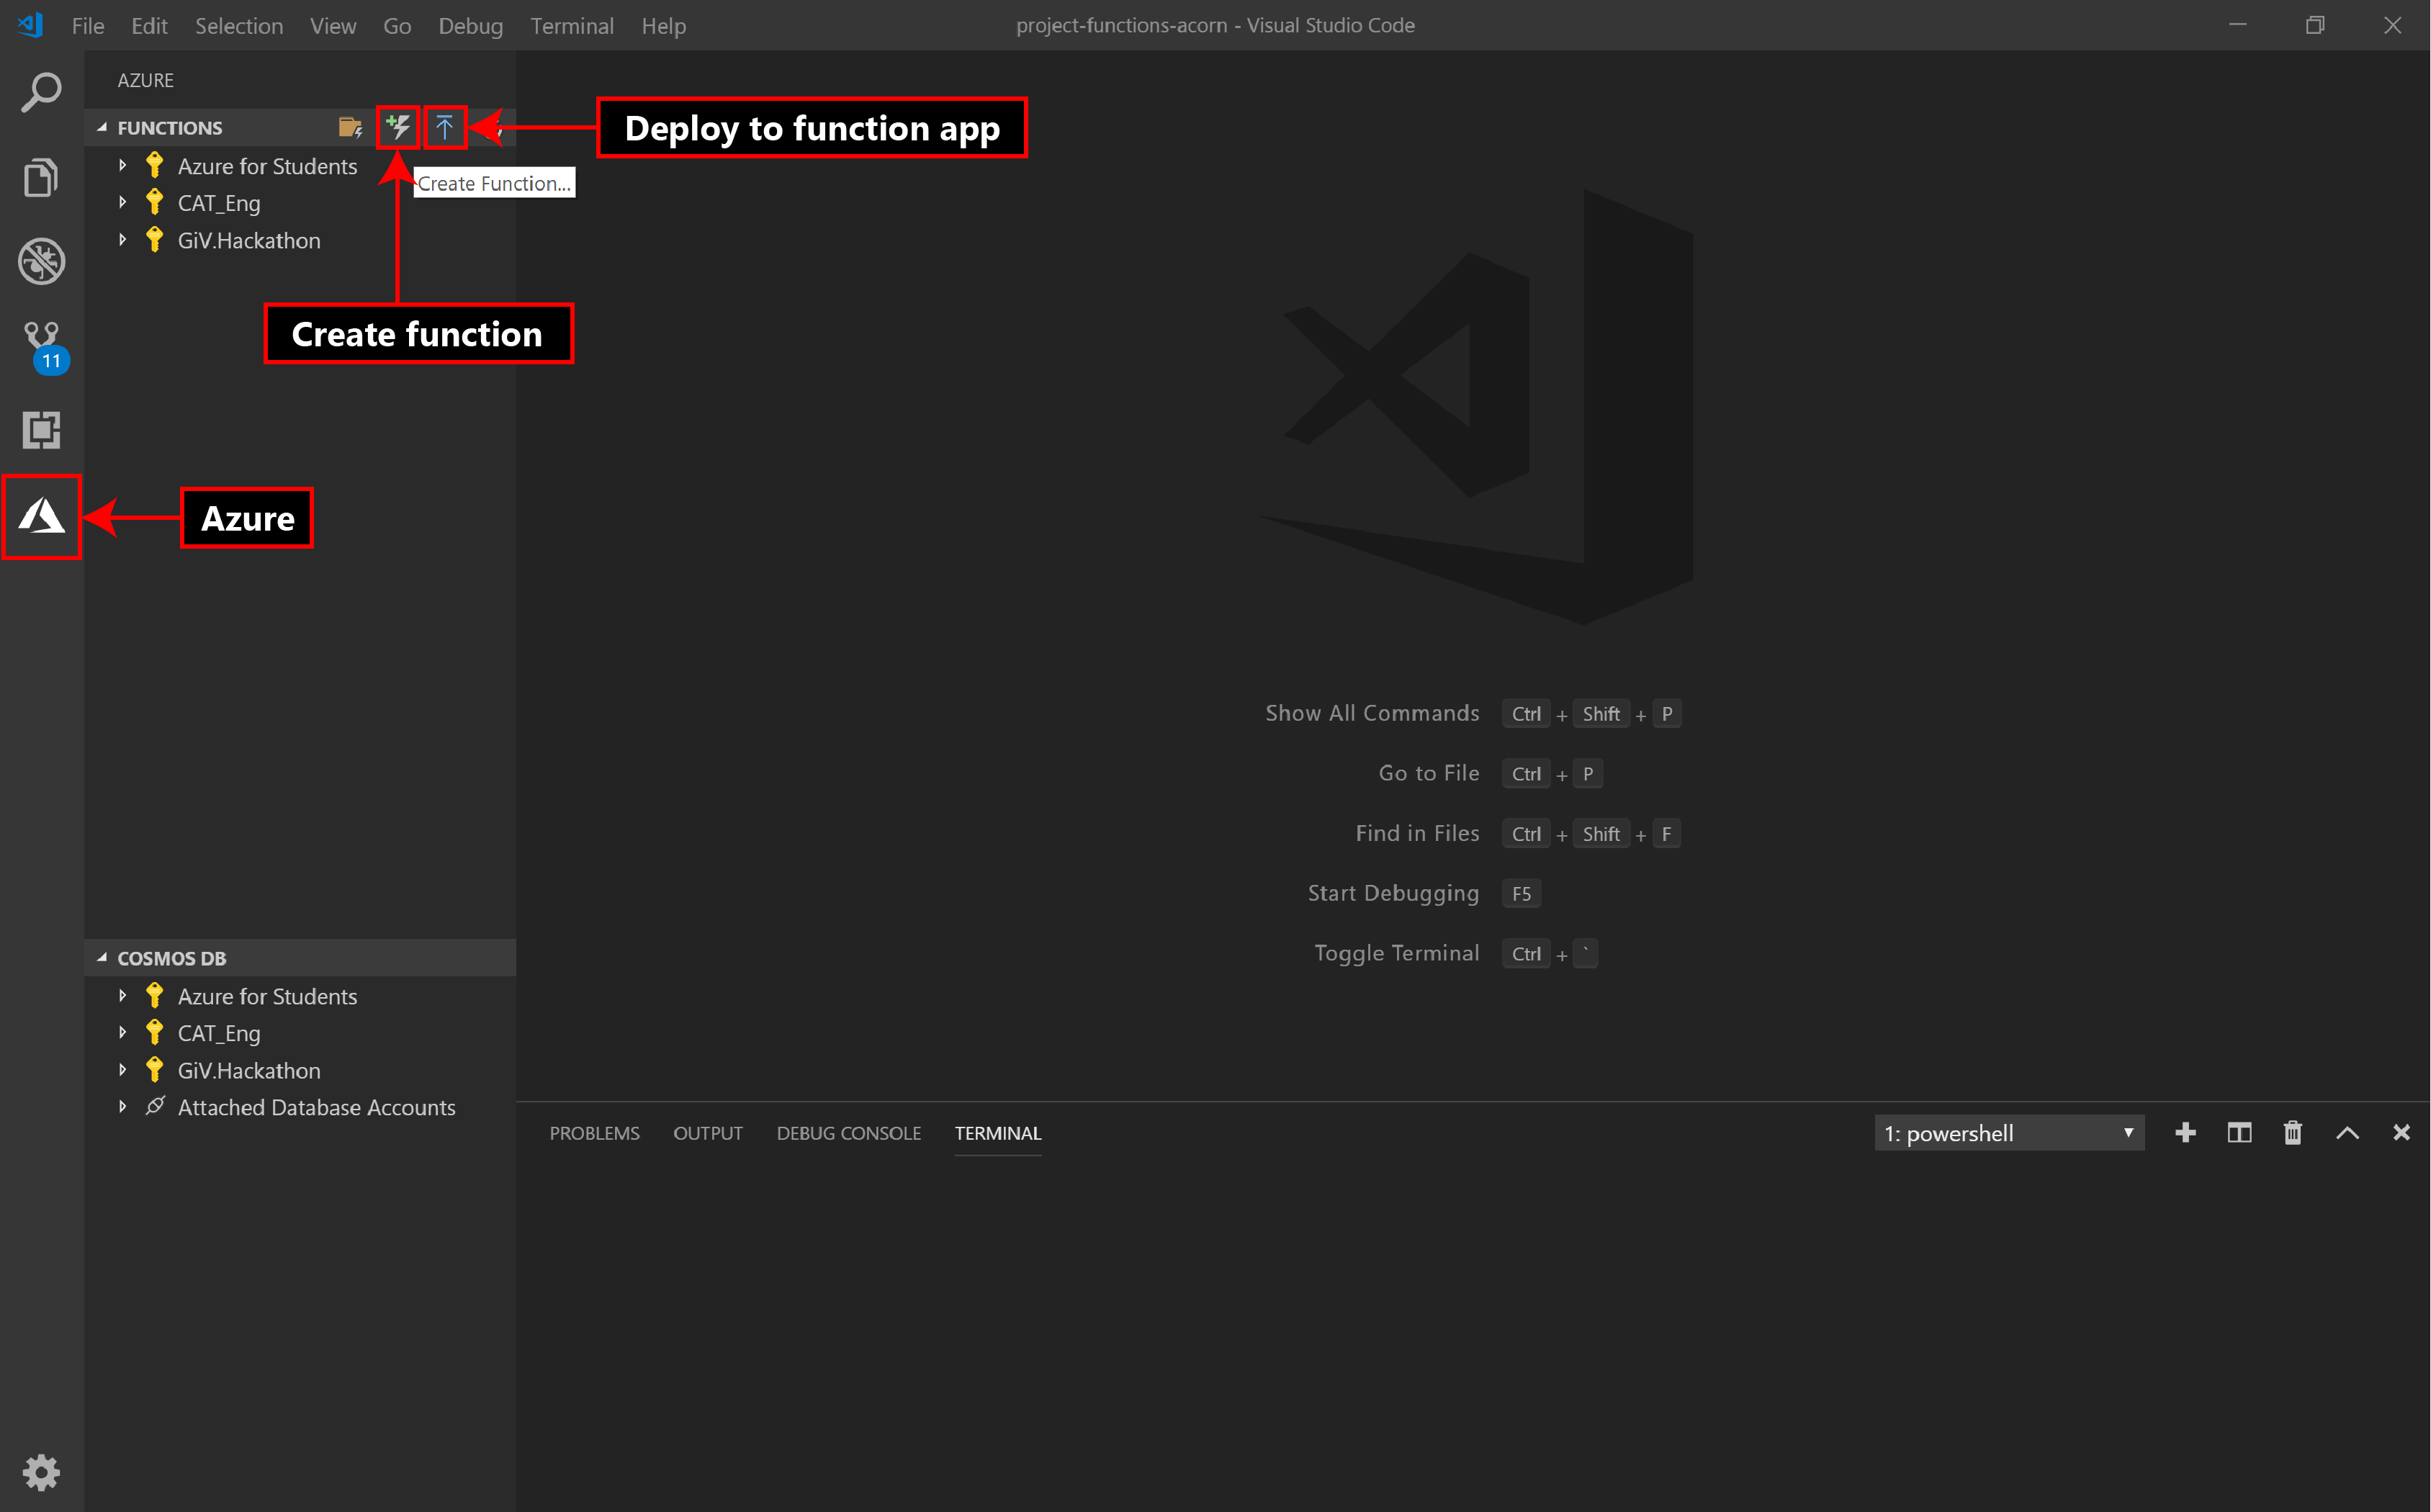 File Edit Selection View Go Debug Terminal Help
project-functions-acorn - Visual Studio Code
AZURE
FUNCTIONS
Deploy to function app
Azure for Students
Create Function...
CAT_Eng
GiV.Hackathon
Create function
11
Azure
Show All Commands Ctrl + Shift + P
Go to File Ctrl + P
Find in Files Ctrl + Shift + F
Start Debugging F5
Toggle Terminal Ctrl + `
COSMOS DB
Azure for Students
CAT_Eng
GiV.Hackathon
Attached Database Accounts
PROBLEMS OUTPUT DEBUG CONSOLE TERMINAL
1: powershell